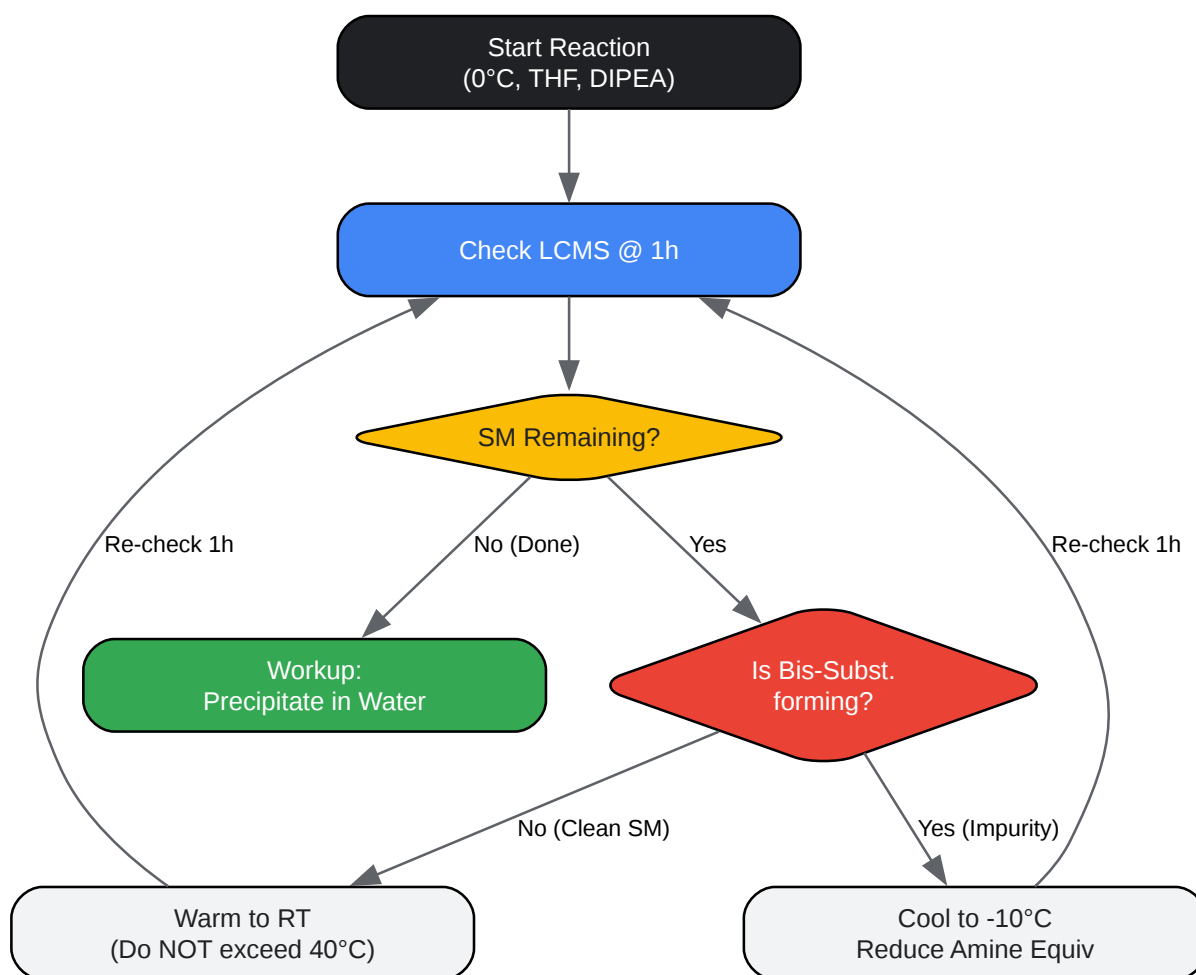 Start Reaction
(0°C, THF, DIPEA)
Check LCMS @ 1h
SM Remaining?
Re-check 1h
No (Done)
Yes
Re-check 1h
Workup:
Precipitate in Water
Is Bis-Subst.
forming?
No (Clean SM)
Yes (Impurity)
Warm to RT
(Do NOT exceed 40°C)
Cool to -10°C
Reduce Amine Equiv